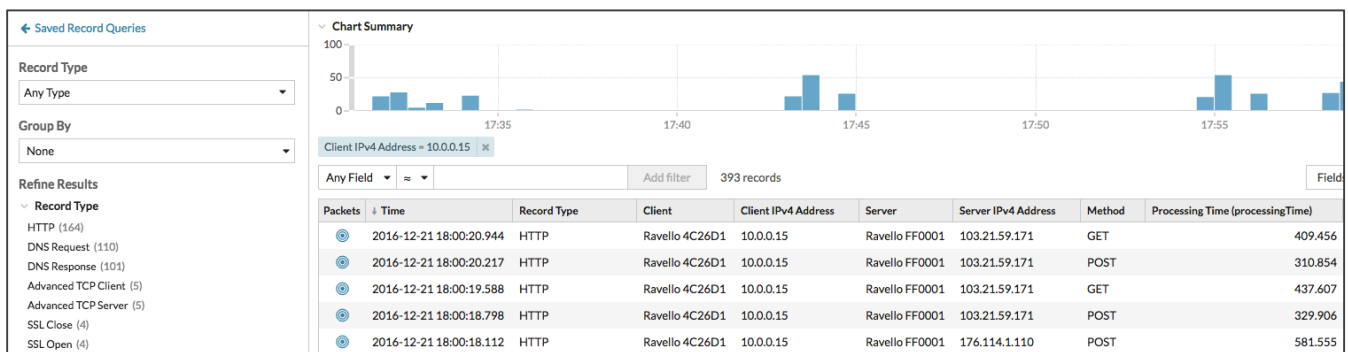 ← Saved Record Queries
Record Type
Any Type
Group By
None
Refine Results
Record Type
HTTP (164)
DNS Request (110)
DNS Response (101)
Advanced TCP Client (5)
Advanced TCP Server (5)
SSL Close (4)
SSL Open (4)
Chart Summary
100
50
0
17:35 17:40 17:45 17:50 17:55
Client IPv4 Address = 10.0.0.15 ×
Any Field ≈ Add filter 393 records
Packets ↓ Time Record Type Client Client IPv4 Address Server Server IPv4 Address Method Processing Time (processingTime)
2016-12-21 18:00:20.944 HTTP Ravello 4C26D1 10.0.0.15 Ravello FF0001 103.21.59.171 GET 409.456
2016-12-21 18:00:20.217 HTTP Ravello 4C26D1 10.0.0.15 Ravello FF0001 103.21.59.171 POST 310.854
2016-12-21 18:00:19.588 HTTP Ravello 4C26D1 10.0.0.15 Ravello FF0001 103.21.59.171 GET 437.607
2016-12-21 18:00:18.798 HTTP Ravello 4C26D1 10.0.0.15 Ravello FF0001 103.21.59.171 POST 329.906
2016-12-21 18:00:18.112 HTTP Ravello 4C26D1 10.0.0.15 Ravello FF0001 176.114.1.110 POST 581.555